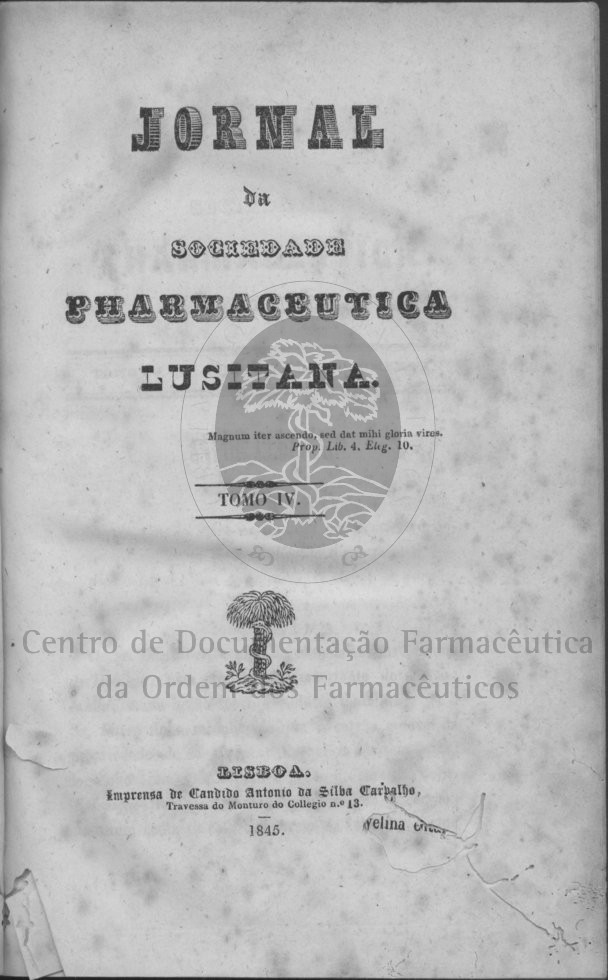 JORNAL
da
SOCIEDADE
PHARMACEUTICA
LUSITANA.
Magnum iter ascendo, sed dat mihi gloria vires.
Prop. Lib. 4. Eleg. 10.
TOMO IV.
Centro de Documentação Farmacêutica
da Ordem dos Farmacêuticos
LISBOA.
Imprensa de Candido Antonio da Silva Carvalho,
Travessa do Monturo do Collegio n.º 13.
1845.